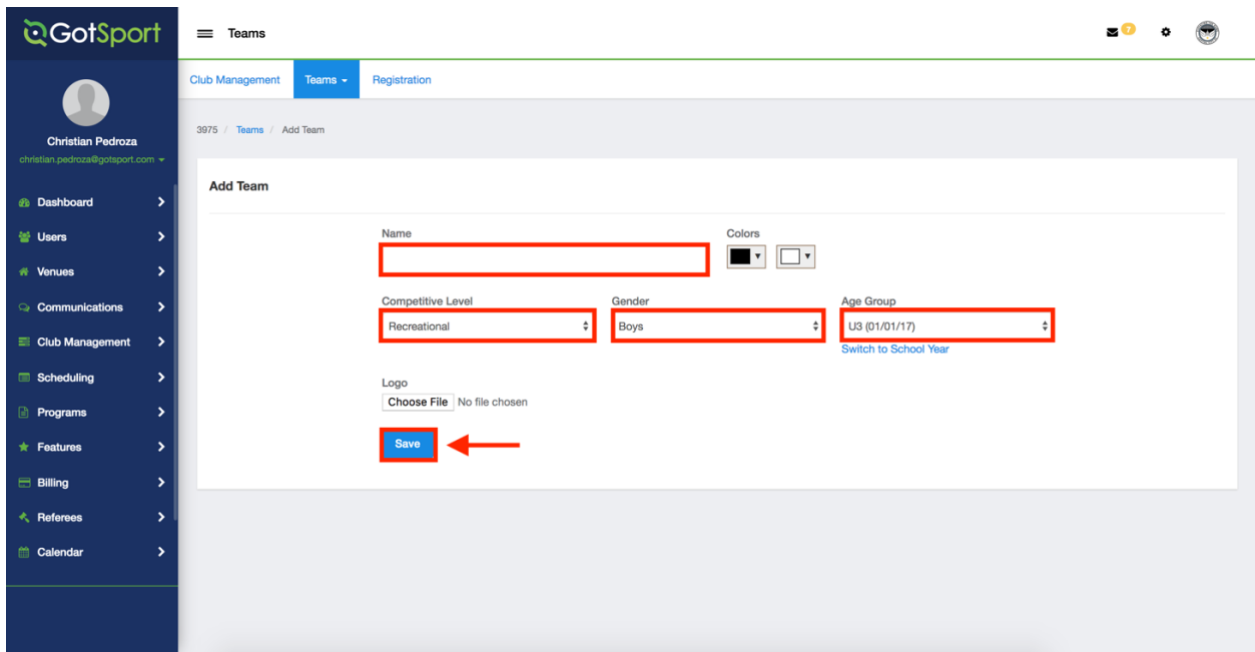 GotSport
Teams
7
Club Management
Teams
Registration
Christian Pedroza
christian.pedroza@gotsport.com
3975 / Teams / Add Team
Dashboard
Users
Venues
Communications
Club Management
Scheduling
Programs
Features
Billing
Referees
Calendar
Add Team
Name
Colors
Competitive Level
Gender
Age Group
Recreational
Boys
U3 (01/01/17)
Switch to School Year
Logo
Choose File No file chosen
Save